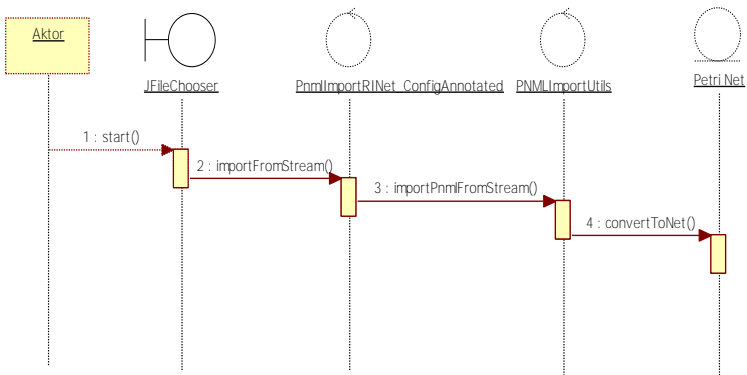 Aktor
JFileChooser
PnmlImportRINet_ConfigAnnotated
PNMLImportUtils
Petri Net
1 : start()
2 : importFromStream()
3 : importPnmlFromStream()
4 : convertToNet()